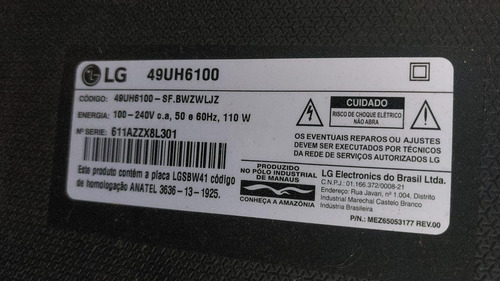 LG 49UH6100
CÓDIGO: 49UH6100-SF.BWZWLJZ
ENERGIA: 100-240V c.a, 50 e 60Hz, 110 W
Nº SÉRIE: 611AZZX8L301
Este produto contém a placa LGSBW41 código
de homologação ANATEL 3636-13-1925.
PRODUZIDO
NO PÓLO INDUSTRIAL
DE MANAUS
CONHEÇA A AMAZÔNIA
CUIDADO
RISCO DE CHOQUE ELÉTRICO
NÃO ABRA
OS EVENTUAIS REPAROS OU AJUSTES
DEVEM SER FEITOS POR TÉCNICOS
DA REDE DE SERVIÇOS AUTORIZADOS LG
LG Electronics do Brasil Ltda.
C.N.P.J.: 01.166.372/0008-21
Endereço: Rua Javari, nº 1.004, Distrito
Industrial Marechal Castelo Branco
Indústria Brasileira
P/N.: MEZ65053177 REV.00